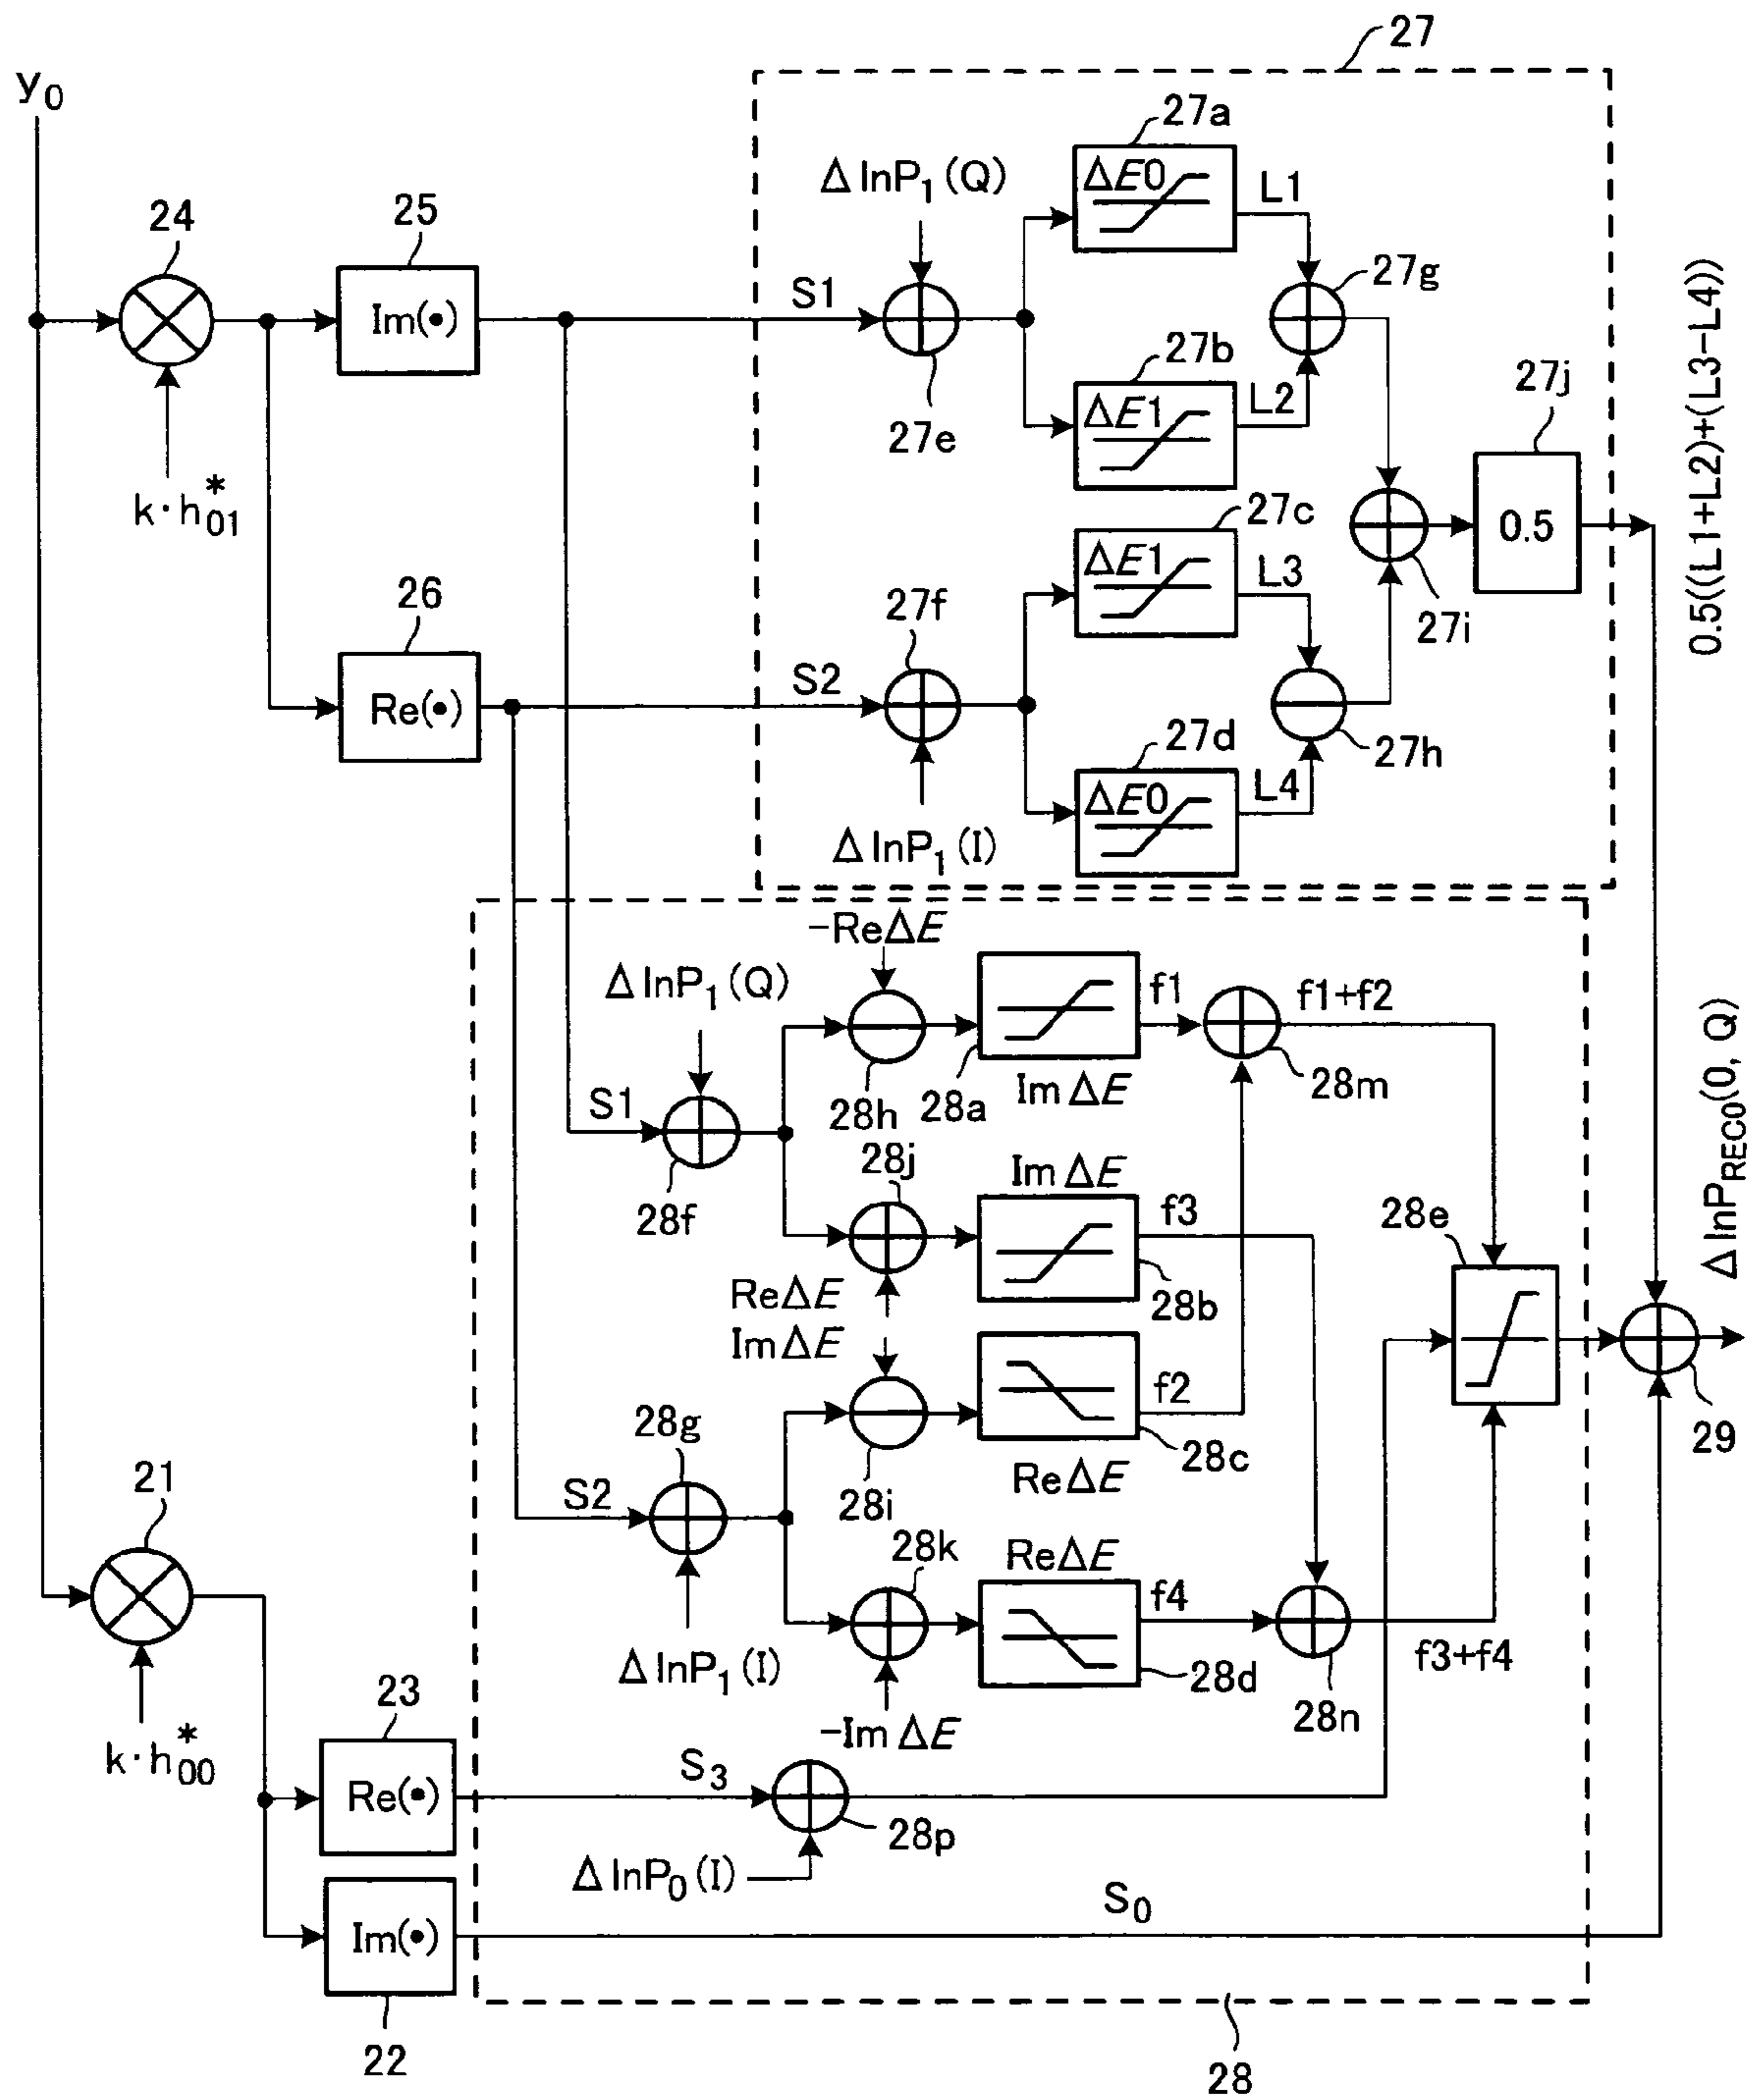 27
y0
27a
ΔE0
L1
ΔlnP1(Q)
24
25
Im(•)
S1
27g
27b
ΔE1
L2
27e
27j
0.5
0.5((L1+L2)+(L3-L4))
k·h*01
27c
ΔE1
L3
27i
26
Re(•)
27f
S2
27h
27d
ΔE0
L4
ΔlnP1(I)
-ReΔE
ΔlnP1(Q)
f1
f1+f2
28h
28a
ImΔE
28m
S1
28f
28j
ImΔE
f3
28e
ΔlnPREC0(0, Q)
ReΔE
28b
ImΔE
f2
28g
28c
29
21
S2
28i
ReΔE
28k
ReΔE
f4
ΔlnP1(I)
28d
f3+f4
23
-ImΔE
28n
k·h*00
Re(•)
S3
28p
ΔlnP0(I)
S0
Im(•)
22
28